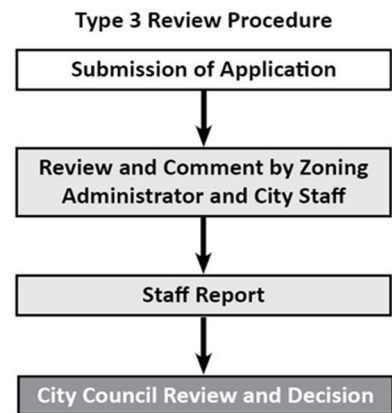 Type 3 Review Procedure
Submission of Application
Review and Comment by Zoning
Administrator and City Staff
Staff Report
City Council Review and Decision